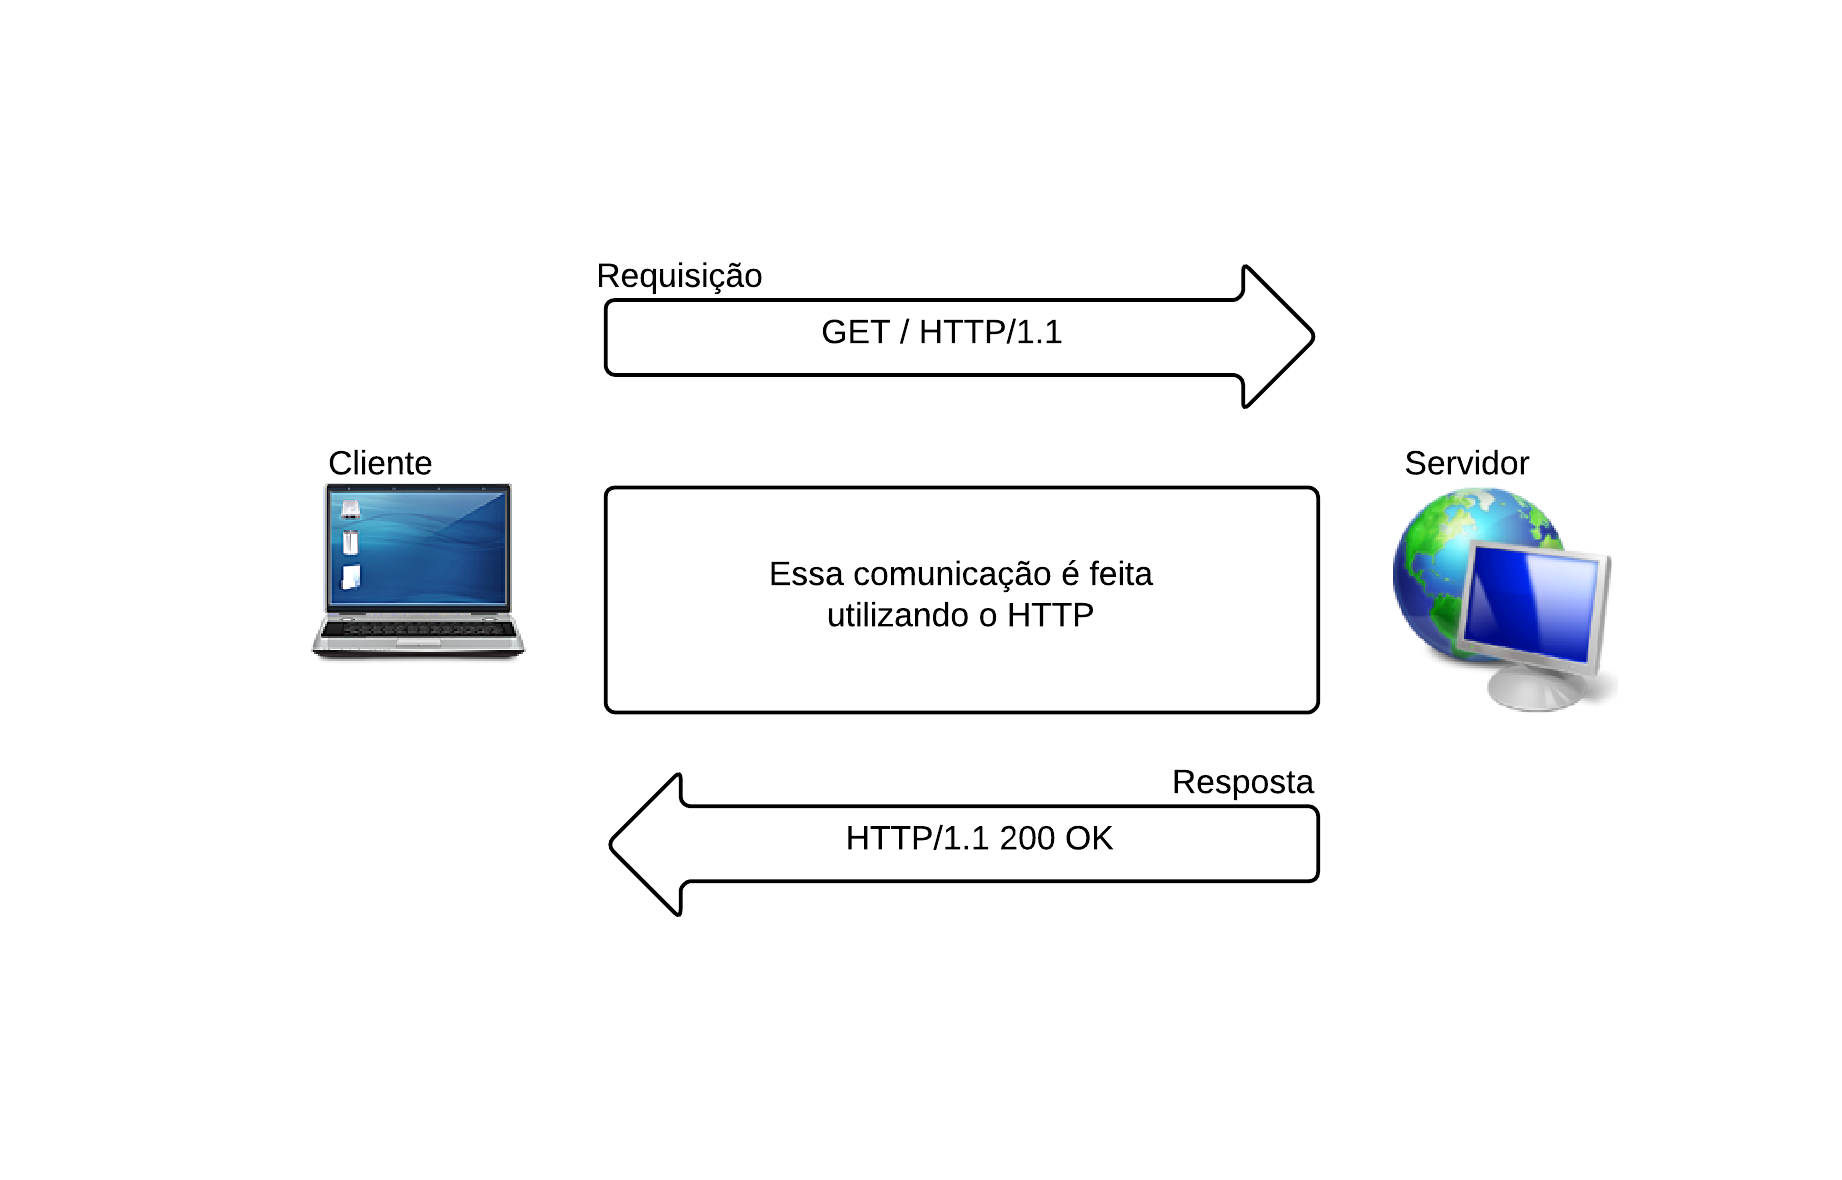 Requisição
GET / HTTP/1.1
Cliente
Servidor
Essa comunicação é feita
utilizando o HTTP
Resposta
HTTP/1.1 200 OK